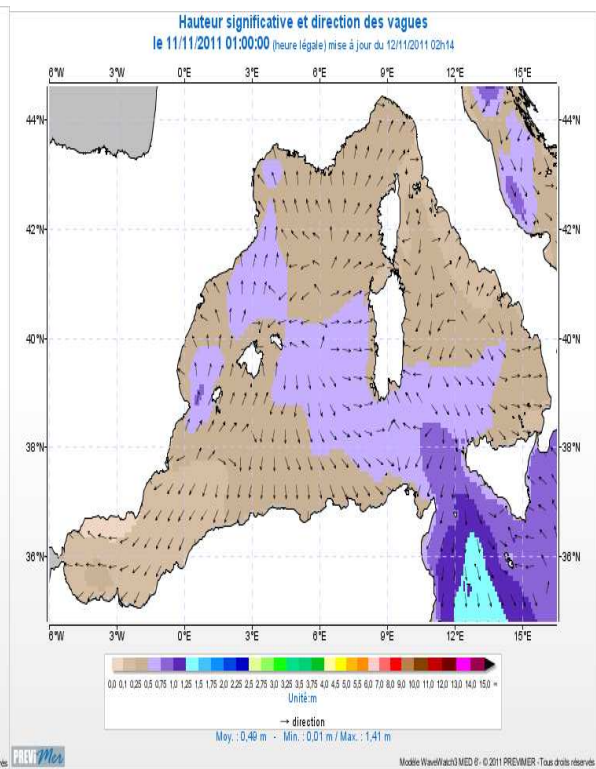 Hauteur significative et direction des vagues
le 11/11/2011 01:00:00 (heure légale) mise à jour du 12/11/2011 02h14
6°W 3°W 0°E 3°E 6°E 9°E 12°E 15°E
44°N 44°N
42°N 42°N
40°N 40°N
38°N 38°N
36°N 36°N
6°W 3°W 0°E 3°E 6°E 9°E 12°E 15°E
0,0 0,1 0,25 0,5 0,75 1,0 1,25 1,5 1,75 2,0 2,25 2,5 2,75 3,0 3,25 3,5 3,75 4,0 4,5 5,0 5,5 6,0 7,0 8,0 9,0 10,0 11,0 12,0 13,0 14,0 15,0 m
Unité:m
→ direction
Moy. : 0,49 m - Min. : 0,01 m / Max. : 1,41 m
és PREVIMer Modèle WaveWatch3 MED 6' - © 2011 PREVIMER - Tous droits réservés